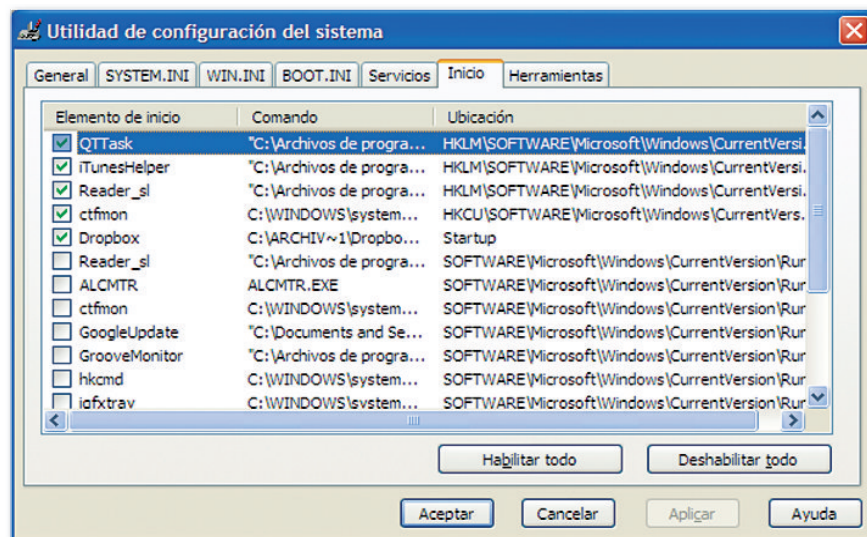 Utilidad de configuración del sistema
General SYSTEM.INI WIN.INI BOOT.INI Servicios Inicio Herramientas
Elemento de inicio Comando Ubicación
QTTask "C:\Archivos de progra... HKLM\SOFTWARE\Microsoft\Windows\CurrentVersi.
iTunesHelper "C:\Archivos de progra... HKLM\SOFTWARE\Microsoft\Windows\CurrentVersi.
Reader_sl "C:\Archivos de progra... HKLM\SOFTWARE\Microsoft\Windows\CurrentVersi.
ctfmon C:\WINDOWS\system... HKCU\SOFTWARE\Microsoft\Windows\CurrentVers.
Dropbox C:\ARCHIV~1\Dropbo... Startup
Reader_sl "C:\Archivos de progra... SOFTWARE\Microsoft\Windows\CurrentVersion\Rur
ALCMTR ALCMTR.EXE SOFTWARE\Microsoft\Windows\CurrentVersion\Rur
ctfmon C:\WINDOWS\system... SOFTWARE\Microsoft\Windows\CurrentVersion\Rur
GoogleUpdate "C:\Documents and Se... SOFTWARE\Microsoft\Windows\CurrentVersion\Rur
GrooveMonitor "C:\Archivos de progra... SOFTWARE\Microsoft\Windows\CurrentVersion\Rur
hkcmd C:\WINDOWS\system... SOFTWARE\Microsoft\Windows\CurrentVersion\Rur
igfxtray C:\WINDOWS\system... SOFTWARE\Microsoft\Windows\CurrentVersion\Rur
Habilitar todo Deshabilitar todo
Aceptar Cancelar Aplicar Ayuda